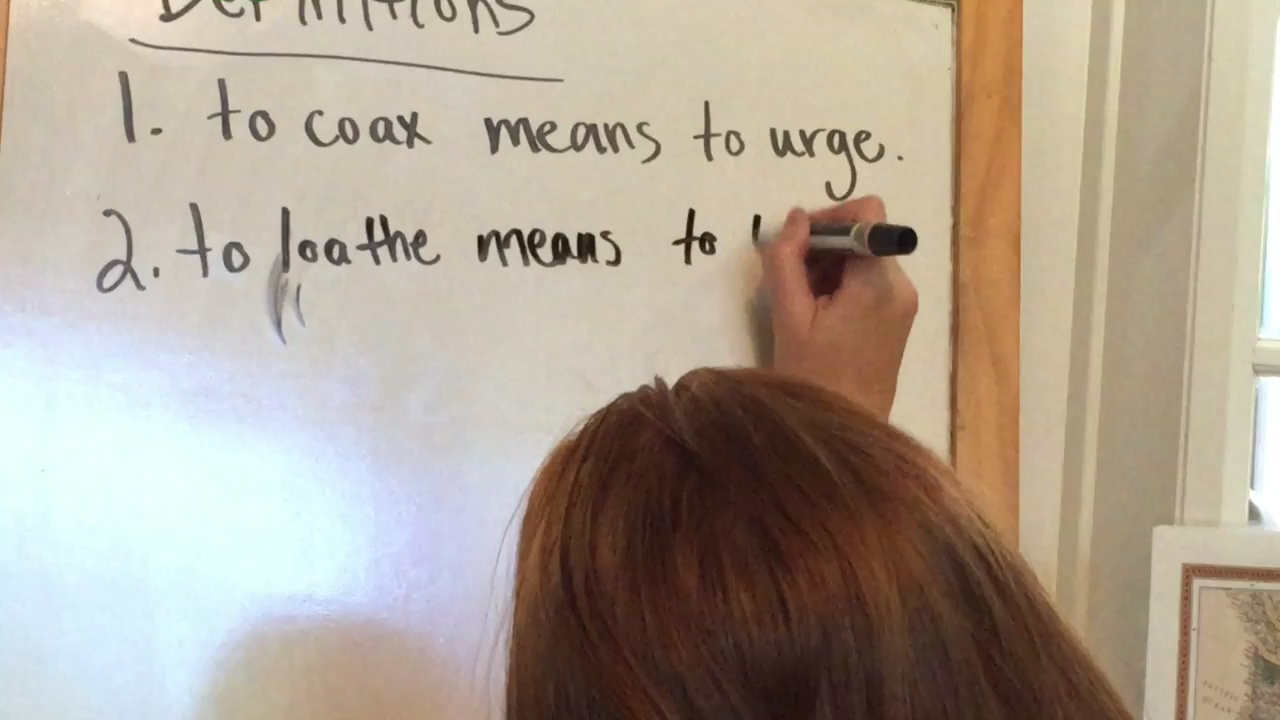 Definitions
1. to coax means to urge.
2. to loathe means to